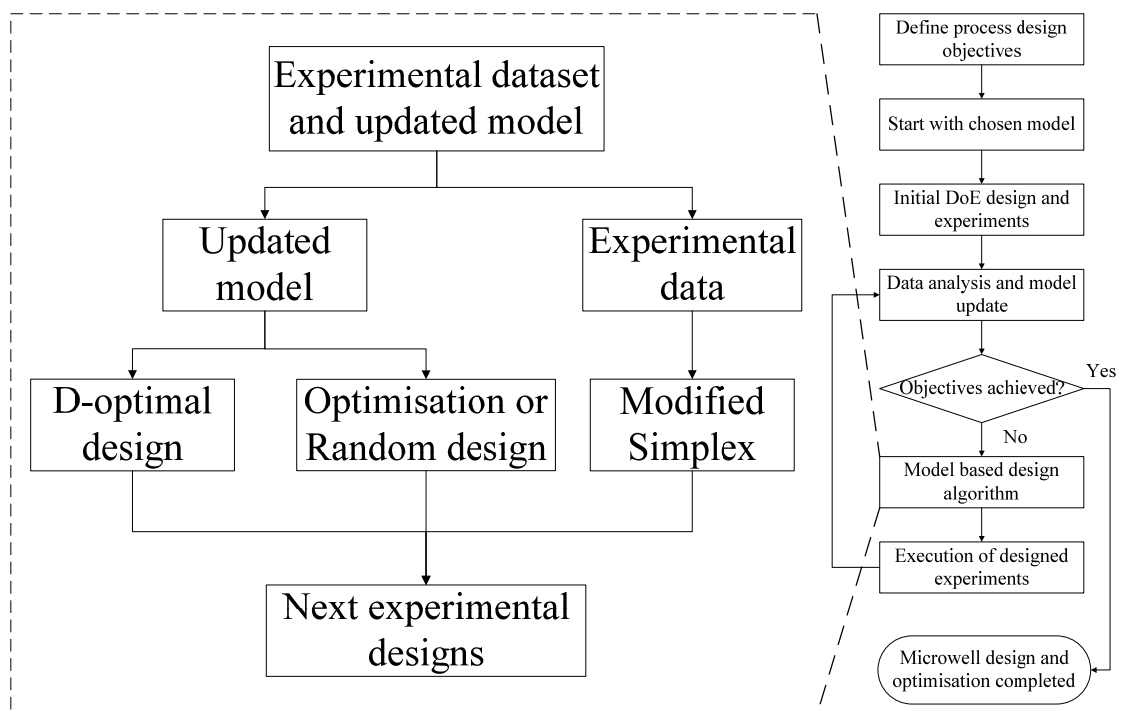 Experimental dataset
and updated model
Updated
model
Experimental
data
D-optimal
design
Optimisation or
Random design
Modified
Simplex
Next experimental
designs
Define process design
objectives
Start with chosen model
Initial DoE design and
experiments
Data analysis and model
update
Objectives achieved?
Yes
No
Model based design
algorithm
Execution of designed
experiments
Microwell design and
optimisation completed